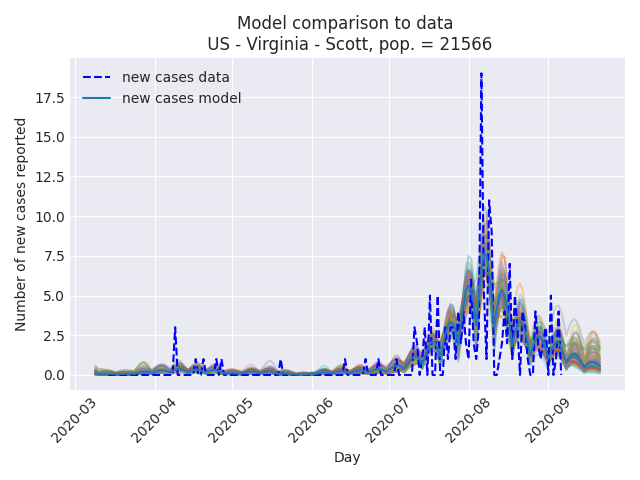 Model comparison to data
US - Virginia - Scott, pop. = 21566
new cases data
new cases model
Number of new cases reported
17.5
15.0
12.5
10.0
7.5
5.0
2.5
0.0
2020-03
2020-04
2020-05
2020-06
2020-07
2020-08
2020-09
Day